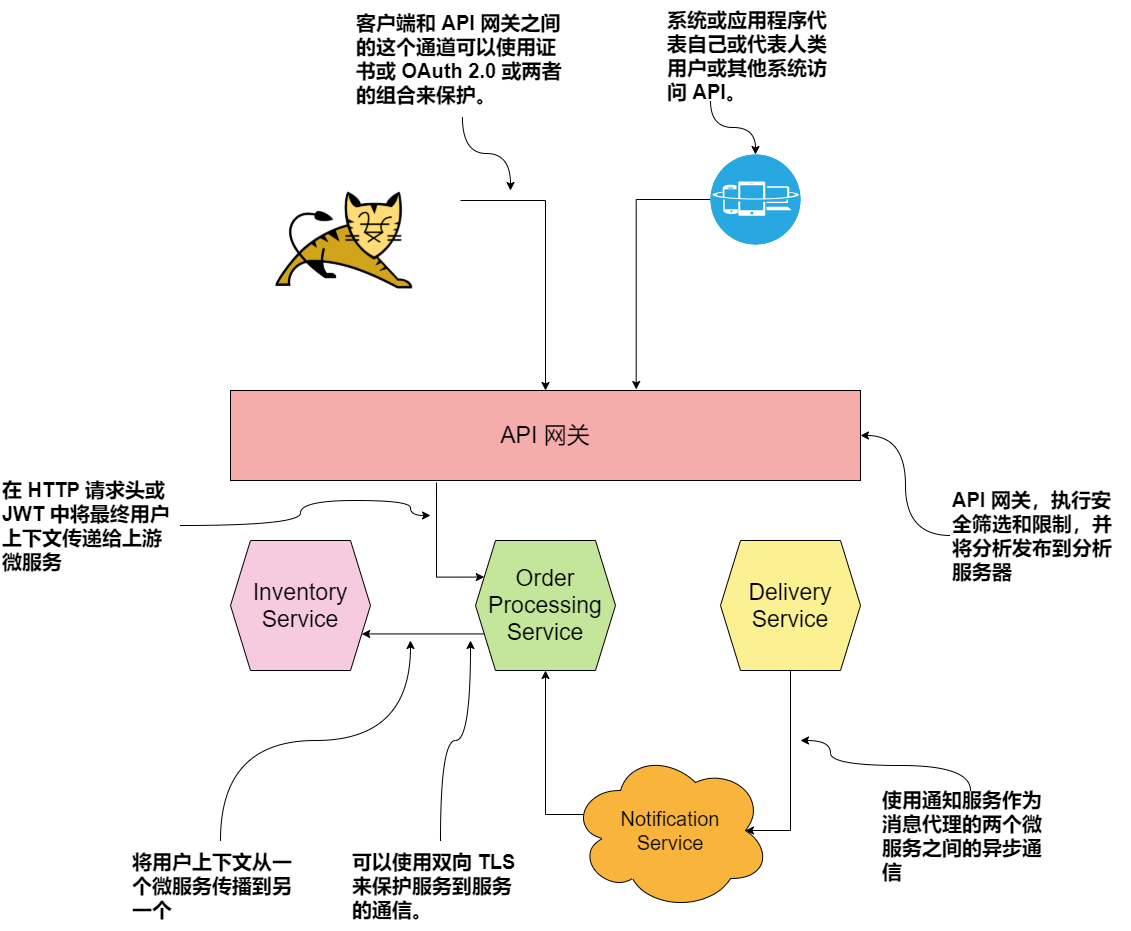 客户端和 API 网关之间
的这个通道可以使用证
书或 OAuth 2.0 或两者
的组合来保护。
系统或应用程序代
表自己或代表人类
用户或其他系统访
问 API。
API 网关
在 HTTP 请求头或
JWT 中将最终用户
上下文传递给上游
微服务
API 网关，执行安
全筛选和限制，并
将分析发布到分析
服务器
Inventory
Service
Order
Processing
Service
Delivery
Service
Notification
Service
使用通知服务作为
消息代理的两个微
服务之间的异步通
信
将用户上下文从一
个微服务传播到另
一个
可以使用双向 TLS
来保护服务到服务
的通信。